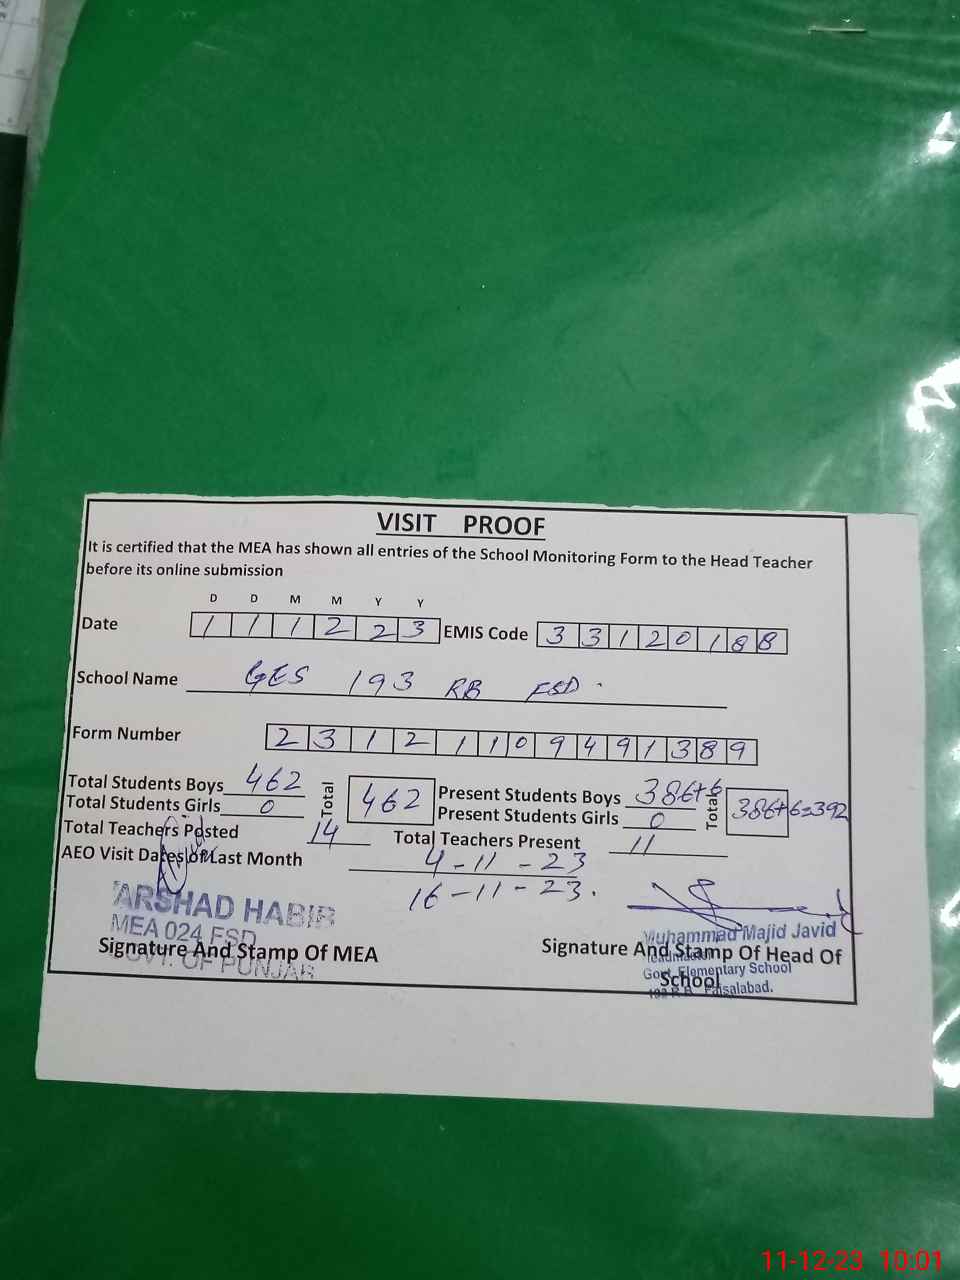 VISIT PROOF
It is certified that the MEA has shown all entries of the School Monitoring Form to the Head Teacher
before its online submission
D D M M Y Y
Date 1 1 1 2 2 3 EMIS Code 3 3 1 2 0 1 8 8
School Name GES 193 RB FSD.
Form Number 2 3 1 2 1 1 0 9 4 9 1 3 8 9
Total Students Boys 462 Total 462 Present Students Boys 386+6 Total 386+6=392
Total Students Girls 0 Present Students Girls 0
Total Teachers Posted 14 Total Teachers Present 11
AEO Visit Dates of Last Month 4-11-23
16-11-23.
ARSHAD HABIB
MEA 024 FSD
GOVT. OF PUNJAB
Signature And Stamp Of MEA
Muhammad Majid Javid
Signature And Stamp Of Head Of
School
Govt. Elementary School
Faisalabad.
11-12-23 10:01